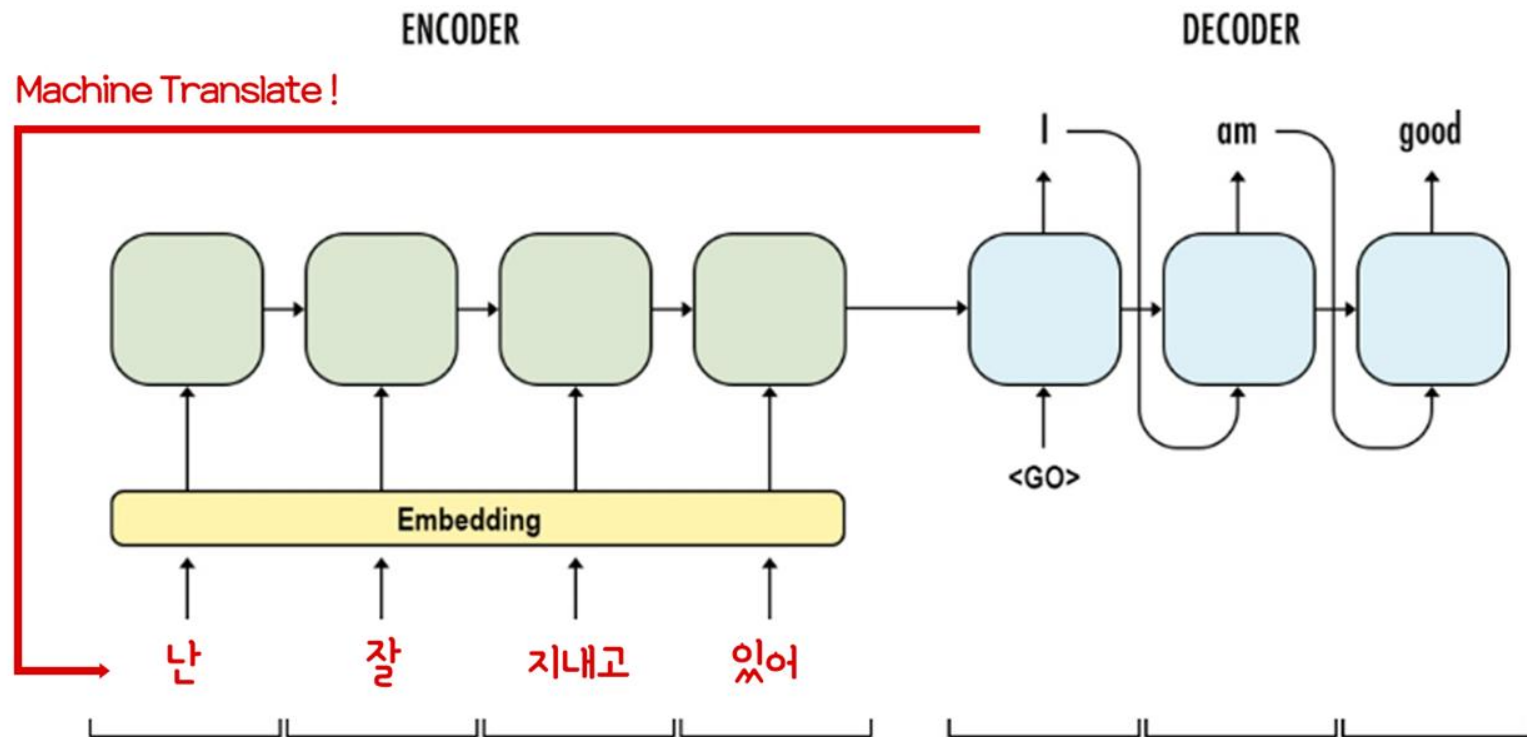 ENCODER DECODER
Machine Translate !
I am good
<GO>
Embedding
난 잘 지내고 있어